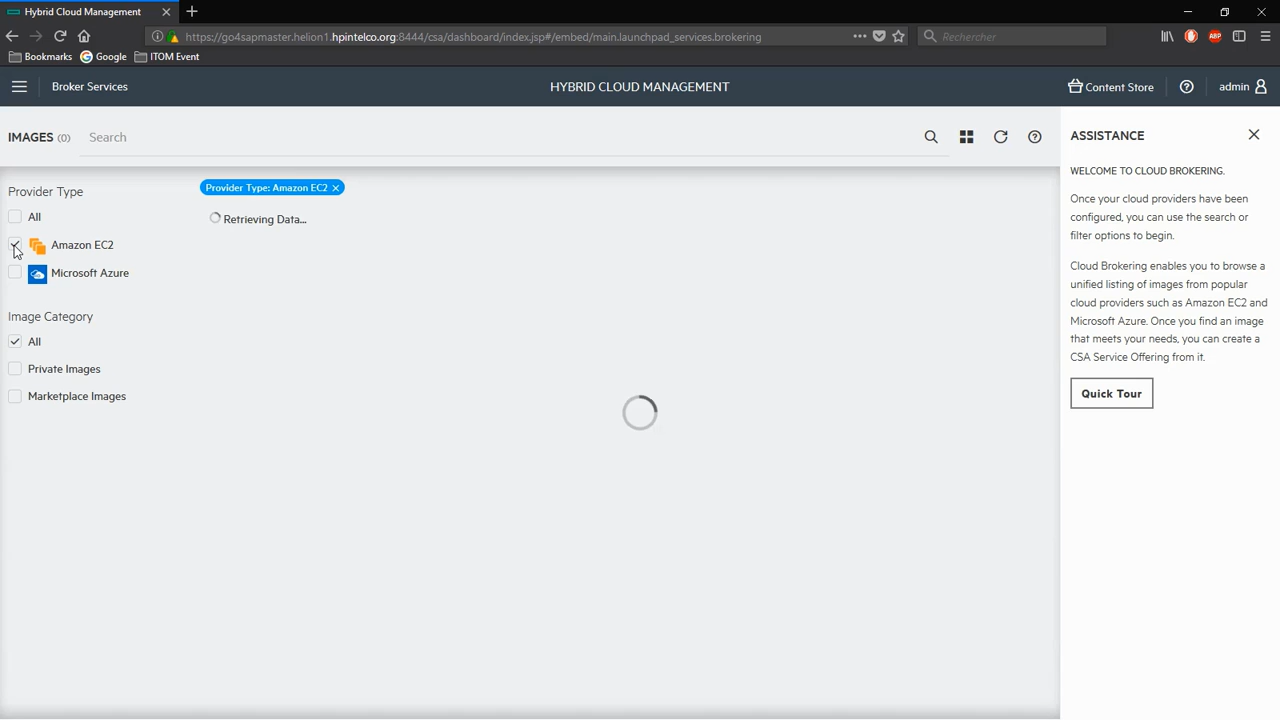 Hybrid Cloud Management
https://go4sapmaster.helion1.hpintelco.org:8444/csa/dashboard/index.jsp#/embed/main.launchpad_services.brokering
Rechercher
Bookmarks Google ITOM Event
Broker Services HYBRID CLOUD MANAGEMENT Content Store admin
IMAGES (0) Search
Provider Type
All
Amazon EC2
Microsoft Azure
Image Category
All
Private Images
Marketplace Images
Provider Type: Amazon EC2
Retrieving Data...
ASSISTANCE
WELCOME TO CLOUD BROKERING.
Once your cloud providers have been
configured, you can use the search or
filter options to begin.
Cloud Brokering enables you to browse a
unified listing of images from popular
cloud providers such as Amazon EC2 and
Microsoft Azure. Once you find an image
that meets your needs, you can create a
CSA Service Offering from it.
Quick Tour